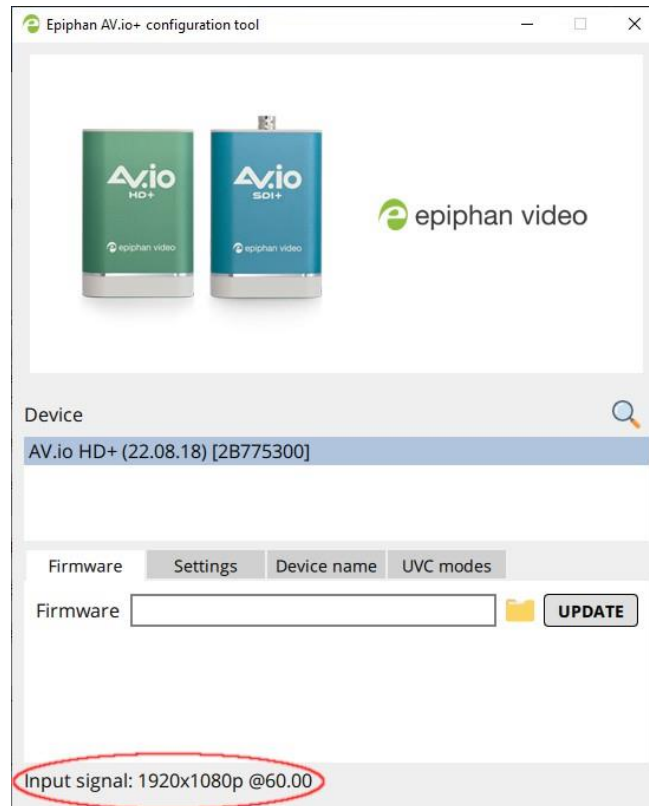 Epiphan AV.io+ configuration tool
AV.io
HD+
epiphan video
AV.io
SDI+
epiphan video
epiphan video
Device
AV.io HD+ (22.08.18) [2B775300]
Firmware Settings Device name UVC modes
Firmware UPDATE
Input signal: 1920x1080p @60.00